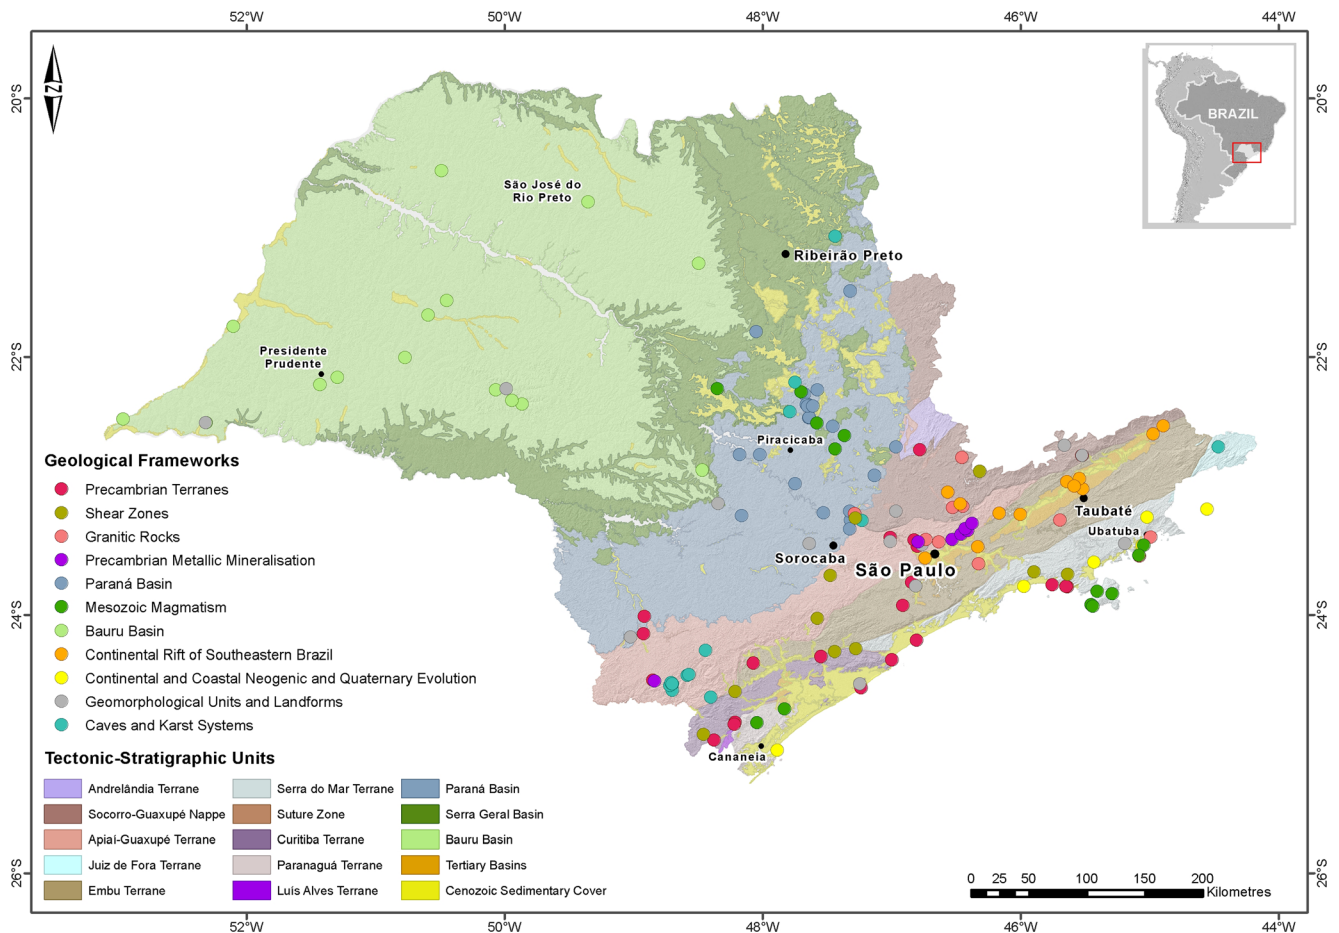 52°W 50°W 48°W 46°W 44°W
20°S 20°S
N
BRAZIL
São José do
Rio Preto
Ribeirão Preto
22°S 22°S
Presidente
Prudente
Piracicaba
Taubaté
Ubatuba
Sorocaba
São Paulo
24°S 24°S
Cananeia
Geological Frameworks
Precambrian Terranes
Shear Zones
Granitic Rocks
Precambrian Metallic Mineralisation
Paraná Basin
Mesozoic Magmatism
Bauru Basin
Continental Rift of Southeastern Brazil
Continental and Coastal Neogenic and Quaternary Evolution
Geomorphological Units and Landforms
Caves and Karst Systems
Tectonic-Stratigraphic Units
Andrelândia Terrane Serra do Mar Terrane Paraná Basin
Socorro-Guaxupé Nappe Suture Zone Serra Geral Basin
Apiaí-Guaxupé Terrane Curitiba Terrane Bauru Basin
Juiz de Fora Terrane Paranaguá Terrane Tertiary Basins
Embu Terrane Luis Alves Terrane Cenozoic Sedimentary Cover
26°S 26°S
0 25 50 100 150 200
Kilometres
52°W 50°W 48°W 46°W 44°W